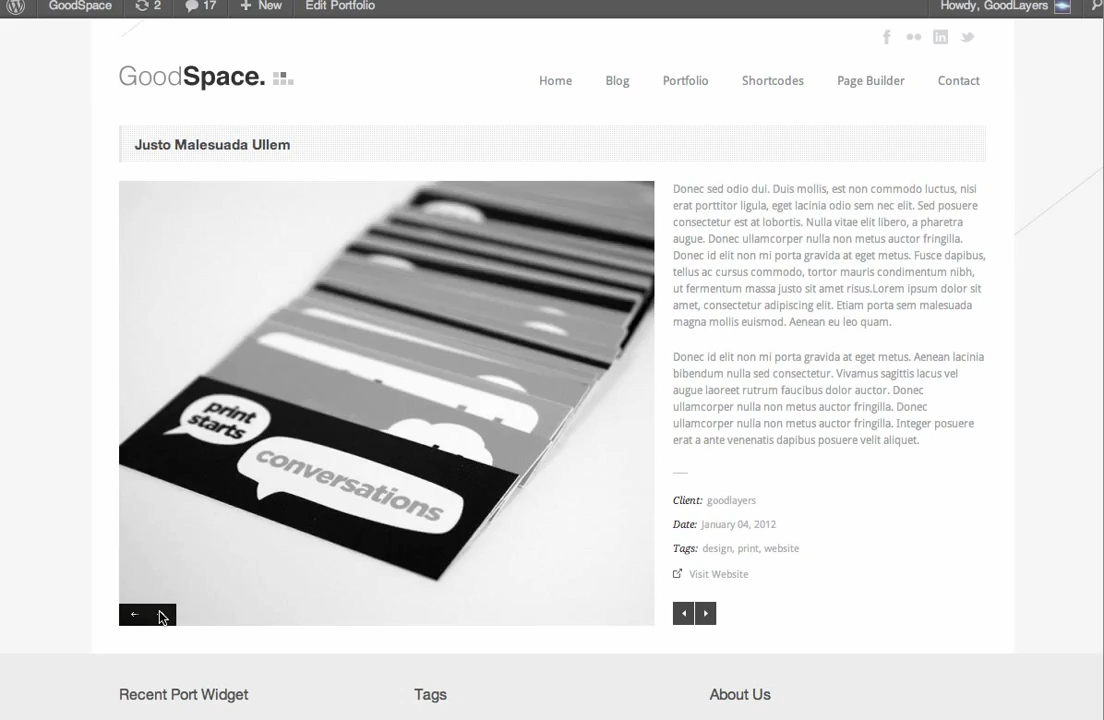 GoodSpace 2 17 + New Edit Portfolio Howdy, GoodLayers
GoodSpace.
Home Blog Portfolio Shortcodes Page Builder Contact
Justo Malesuada Ullem
print
starts
conversations
Donec sed odio dui. Duis mollis, est non commodo luctus, nisi
erat porttitor ligula, eget lacinia odio sem nec elit. Sed posuere
consectetur est at lobortis. Nulla vitae elit libero, a pharetra
augue. Donec ullamcorper nulla non metus auctor fringilla.
Donec id elit non mi porta gravida at eget metus. Fusce dapibus,
tellus ac cursus commodo, tortor mauris condimentum nibh,
ut fermentum massa justo sit amet risus.Lorem ipsum dolor sit
amet, consectetur adipiscing elit. Etiam porta sem malesuada
magna mollis euismod. Aenean eu leo quam.
Donec id elit non mi porta gravida at eget metus. Aenean lacinia
bibendum nulla sed consectetur. Vivamus sagittis lacus vel
augue laoreet rutrum faucibus dolor auctor. Donec
ullamcorper nulla non metus auctor fringilla. Donec
ullamcorper nulla non metus auctor fringilla. Integer posuere
erat a ante venenatis dapibus posuere velit aliquet.
Client: goodlayers
Date: January 04, 2012
Tags: design, print, website
Visit Website
Recent Port Widget Tags About Us